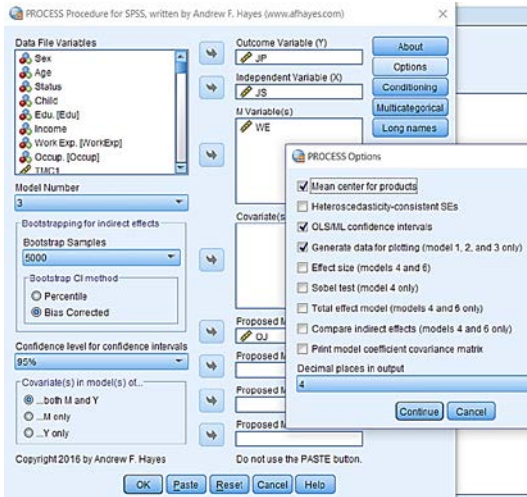 PROCESS Procedure for SPSS, written by Andrew F. Hayes (www.afhayes.com)
Data File Variables
Sex
Age
Status
Child
Edu. [Edu]
Income
Work Exp. [WorkExp]
Occup. [Occup]
TMC1
Model Number
3
Bootstrapping for indirect effects
Bootstrap Samples
5000
Bootstrap CI method
Percentile
Bias Corrected
Confidence level for confidence intervals
95%
Covariate(s) in model(s) of...
...both M and Y
...M only
...Y only
Copyright 2016 by Andrew F. Hayes
Outcome Variable (Y)
JP
Independent Variable (X)
JS
M Variable(s)
WE
Covariate(s
Proposed M
OJ
Proposed M
Proposed M
Proposed M
Do not use the PASTE button.
About
Options
Conditioning
Multicategorical
Long names
OK Paste Reset Cancel Help
PROCESS Options
Mean center for products
Heteroscedasticity-consistent SEs
OLS/ML confidence intervals
Generate data for plotting (model 1, 2, and 3 only)
Effect size (models 4 and 6)
Sobel test (model 4 only)
Total effect model (models 4 and 6 only)
Compare indirect effects (models 4 and 6 only)
Print model coefficient covariance matrix
Decimal places in output
4
Continue Cancel